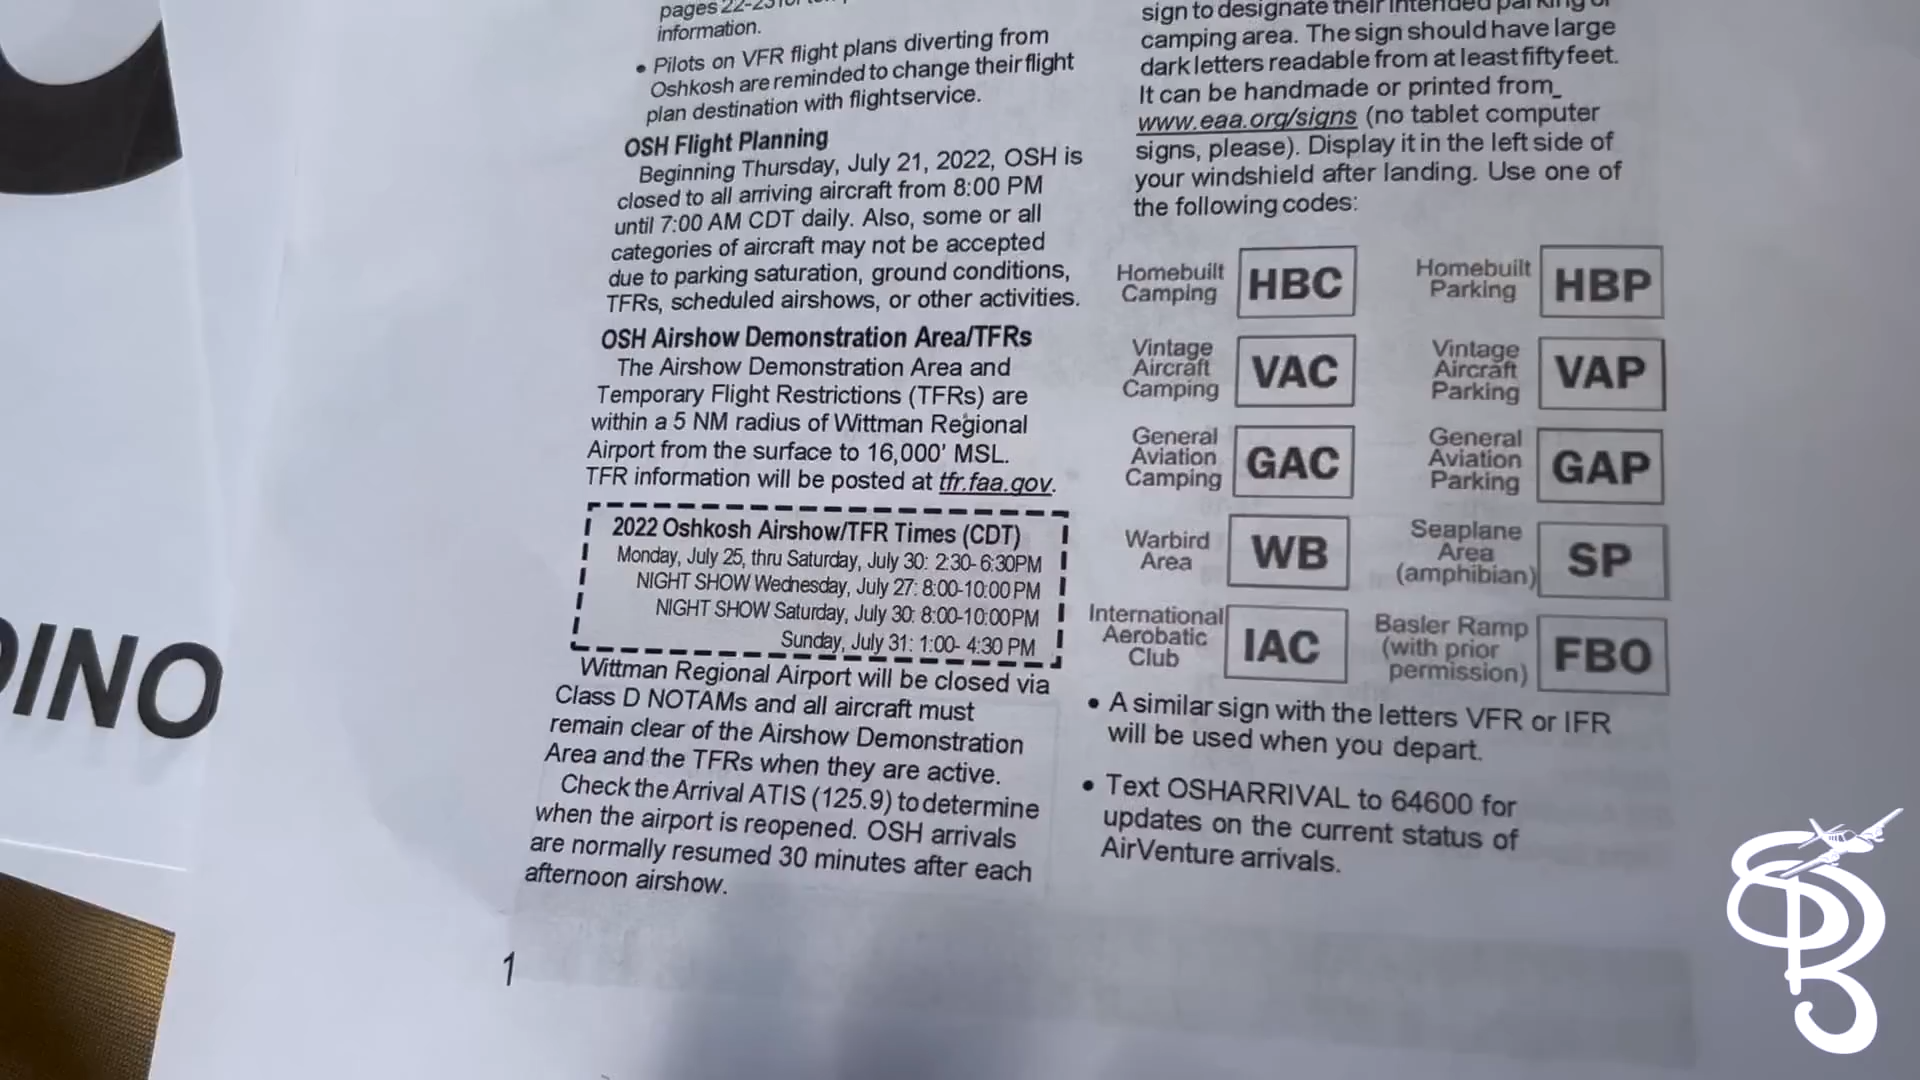 pages 22-23 for
information.
• Pilots on VFR flight plans diverting from
Oshkosh are reminded to change their flight
plan destination with flight service.
OSH Flight Planning
Beginning Thursday, July 21, 2022, OSH is
closed to all arriving aircraft from 8:00 PM
until 7:00 AM CDT daily. Also, some or all
categories of aircraft may not be accepted
due to parking saturation, ground conditions,
TFRs, scheduled airshows, or other activities.
OSH Airshow Demonstration Area/TFRs
The Airshow Demonstration Area and
Temporary Flight Restrictions (TFRs) are
within a 5 NM radius of Wittman Regional
Airport from the surface to 16,000' MSL.
TFR information will be posted at tfr.faa.gov.
2022 Oshkosh Airshow/TFR Times (CDT)
Monday, July 25, thru Saturday, July 30: 2:30- 6:30PM
NIGHT SHOW Wednesday, July 27: 8:00-10:00 PM
NIGHT SHOW Saturday, July 30: 8:00-10:00PM
Sunday, July 31: 1:00- 4:30 PM
Wittman Regional Airport will be closed via
Class D NOTAMs and all aircraft must
remain clear of the Airshow Demonstration
Area and the TFRs when they are active.
Check the Arrival ATIS (125.9) to determine
when the airport is reopened. OSH arrivals
are normally resumed 30 minutes after each
afternoon airshow.
1
sign to designate their intended parking or
camping area. The sign should have large
dark letters readable from at least fifty feet.
It can be handmade or printed from
www.eaa.org/signs (no tablet computer
signs, please). Display it in the left side of
your windshield after landing. Use one of
the following codes:
Homebuilt
Camping
HBC
Homebuilt
Parking
HBP
Vintage
Aircraft
Camping
VAC
Vintage
Aircraft
Parking
VAP
General
Aviation
Camping
GAC
General
Aviation
Parking
GAP
Warbird
Area
WB
Seaplane
Area
(amphibian)
SP
International
Aerobatic
Club
IAC
Basler Ramp
(with prior
permission)
FBO
• A similar sign with the letters VFR or IFR
will be used when you depart.
• Text OSHARRIVAL to 64600 for
updates on the current status of
AirVenture arrivals.
INO